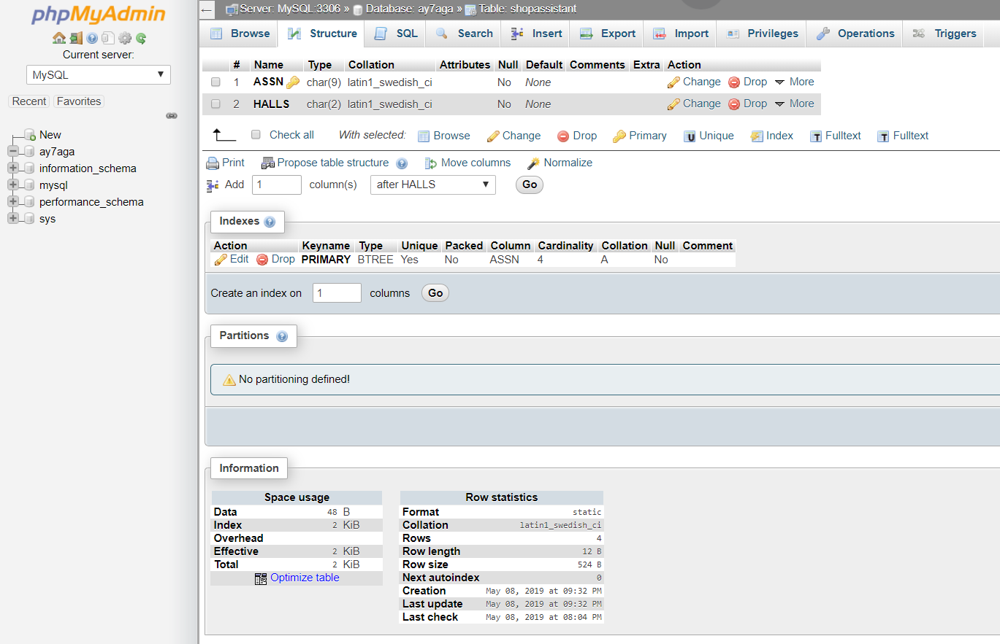 phpMyAdmin
Current server:
MySQL
Recent Favorites
New
ay7aga
information_schema
mysql
performance_schema
sys
Server: MySQL:3306 » Database: ay7aga » Table: shopassistant
Browse Structure SQL Search Insert Export Import Privileges Operations Triggers
# Name Type Collation Attributes Null Default Comments Extra Action
1 ASSN char(9) latin1_swedish_ci No None Change Drop More
2 HALLS char(2) latin1_swedish_ci No None Change Drop More
Check all With selected: Browse Change Drop Primary Unique Index Fulltext Fulltext
Print Propose table structure Move columns Normalize
Add 1 column(s) after HALLS Go
Indexes
Action Keyname Type Unique Packed Column Cardinality Collation Null Comment
Edit Drop PRIMARY BTREE Yes No ASSN 4 A No
Create an index on 1 columns Go
Partitions
No partitioning defined!
Information
Space usage
Data 48 B
Index 2 KiB
Overhead
Effective 2 KiB
Total 2 KiB
Optimize table
Row statistics
Format static
Collation latin1_swedish_ci
Rows 4
Row length 12 B
Row size 524 B
Next autoindex 0
Creation May 08, 2019 at 09:32 PM
Last update May 08, 2019 at 09:32 PM
Last check May 08, 2019 at 08:04 PM